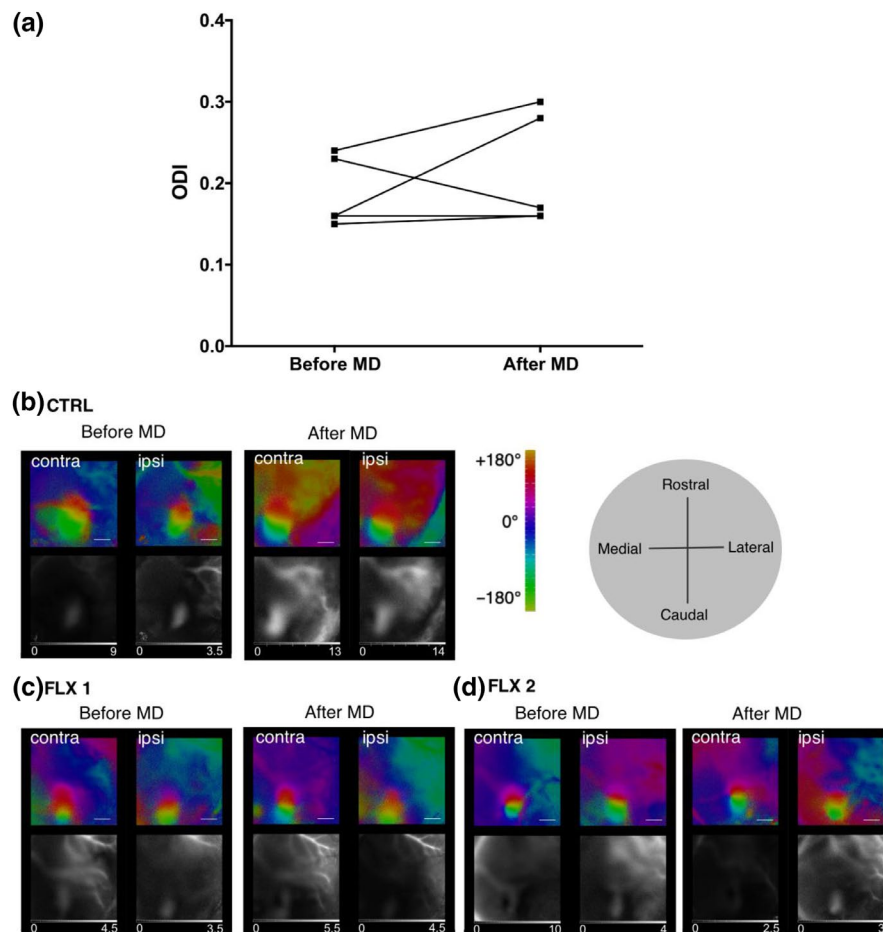 (a)
0.4
0.3
0.2
0.1
0.0
ODI
Before MD
After MD
(b) CTRL
Before MD
After MD
contra
ipsi
contra
ipsi
0 9
0 3.5
0 13
0 14
+180°
0°
−180°
Rostral
Medial
Lateral
Caudal
(c) FLX 1
Before MD
After MD
contra
ipsi
contra
ipsi
0 4.5
0 3.5
0 5.5
0 4.5
(d) FLX 2
Before MD
After MD
contra
ipsi
contra
ipsi
0 10
0 4
0 2.5
0 3